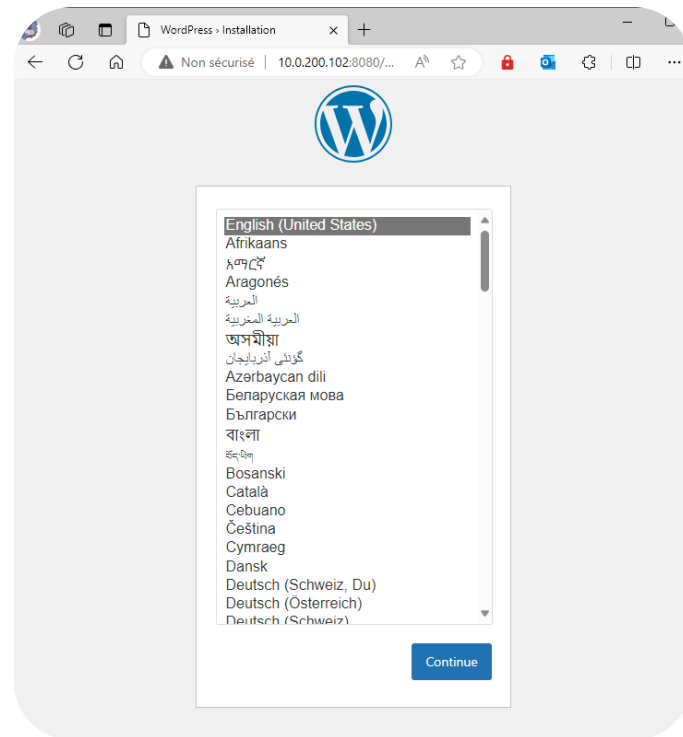 WordPress › Installation
Non sécurisé | 10.0.200.102:8080/...
English (United States)
Afrikaans
አማርኛ
Aragonés
العربية
العربية المغربية
অসমীয়া
گؤنئی آذربایجان
Azərbaycan dili
Беларуская мова
Български
বাংলা
བོད་ཡིག
Bosanski
Català
Cebuano
Čeština
Cymraeg
Dansk
Deutsch (Schweiz, Du)
Deutsch (Österreich)
Deutsch (Schweiz)
Continue